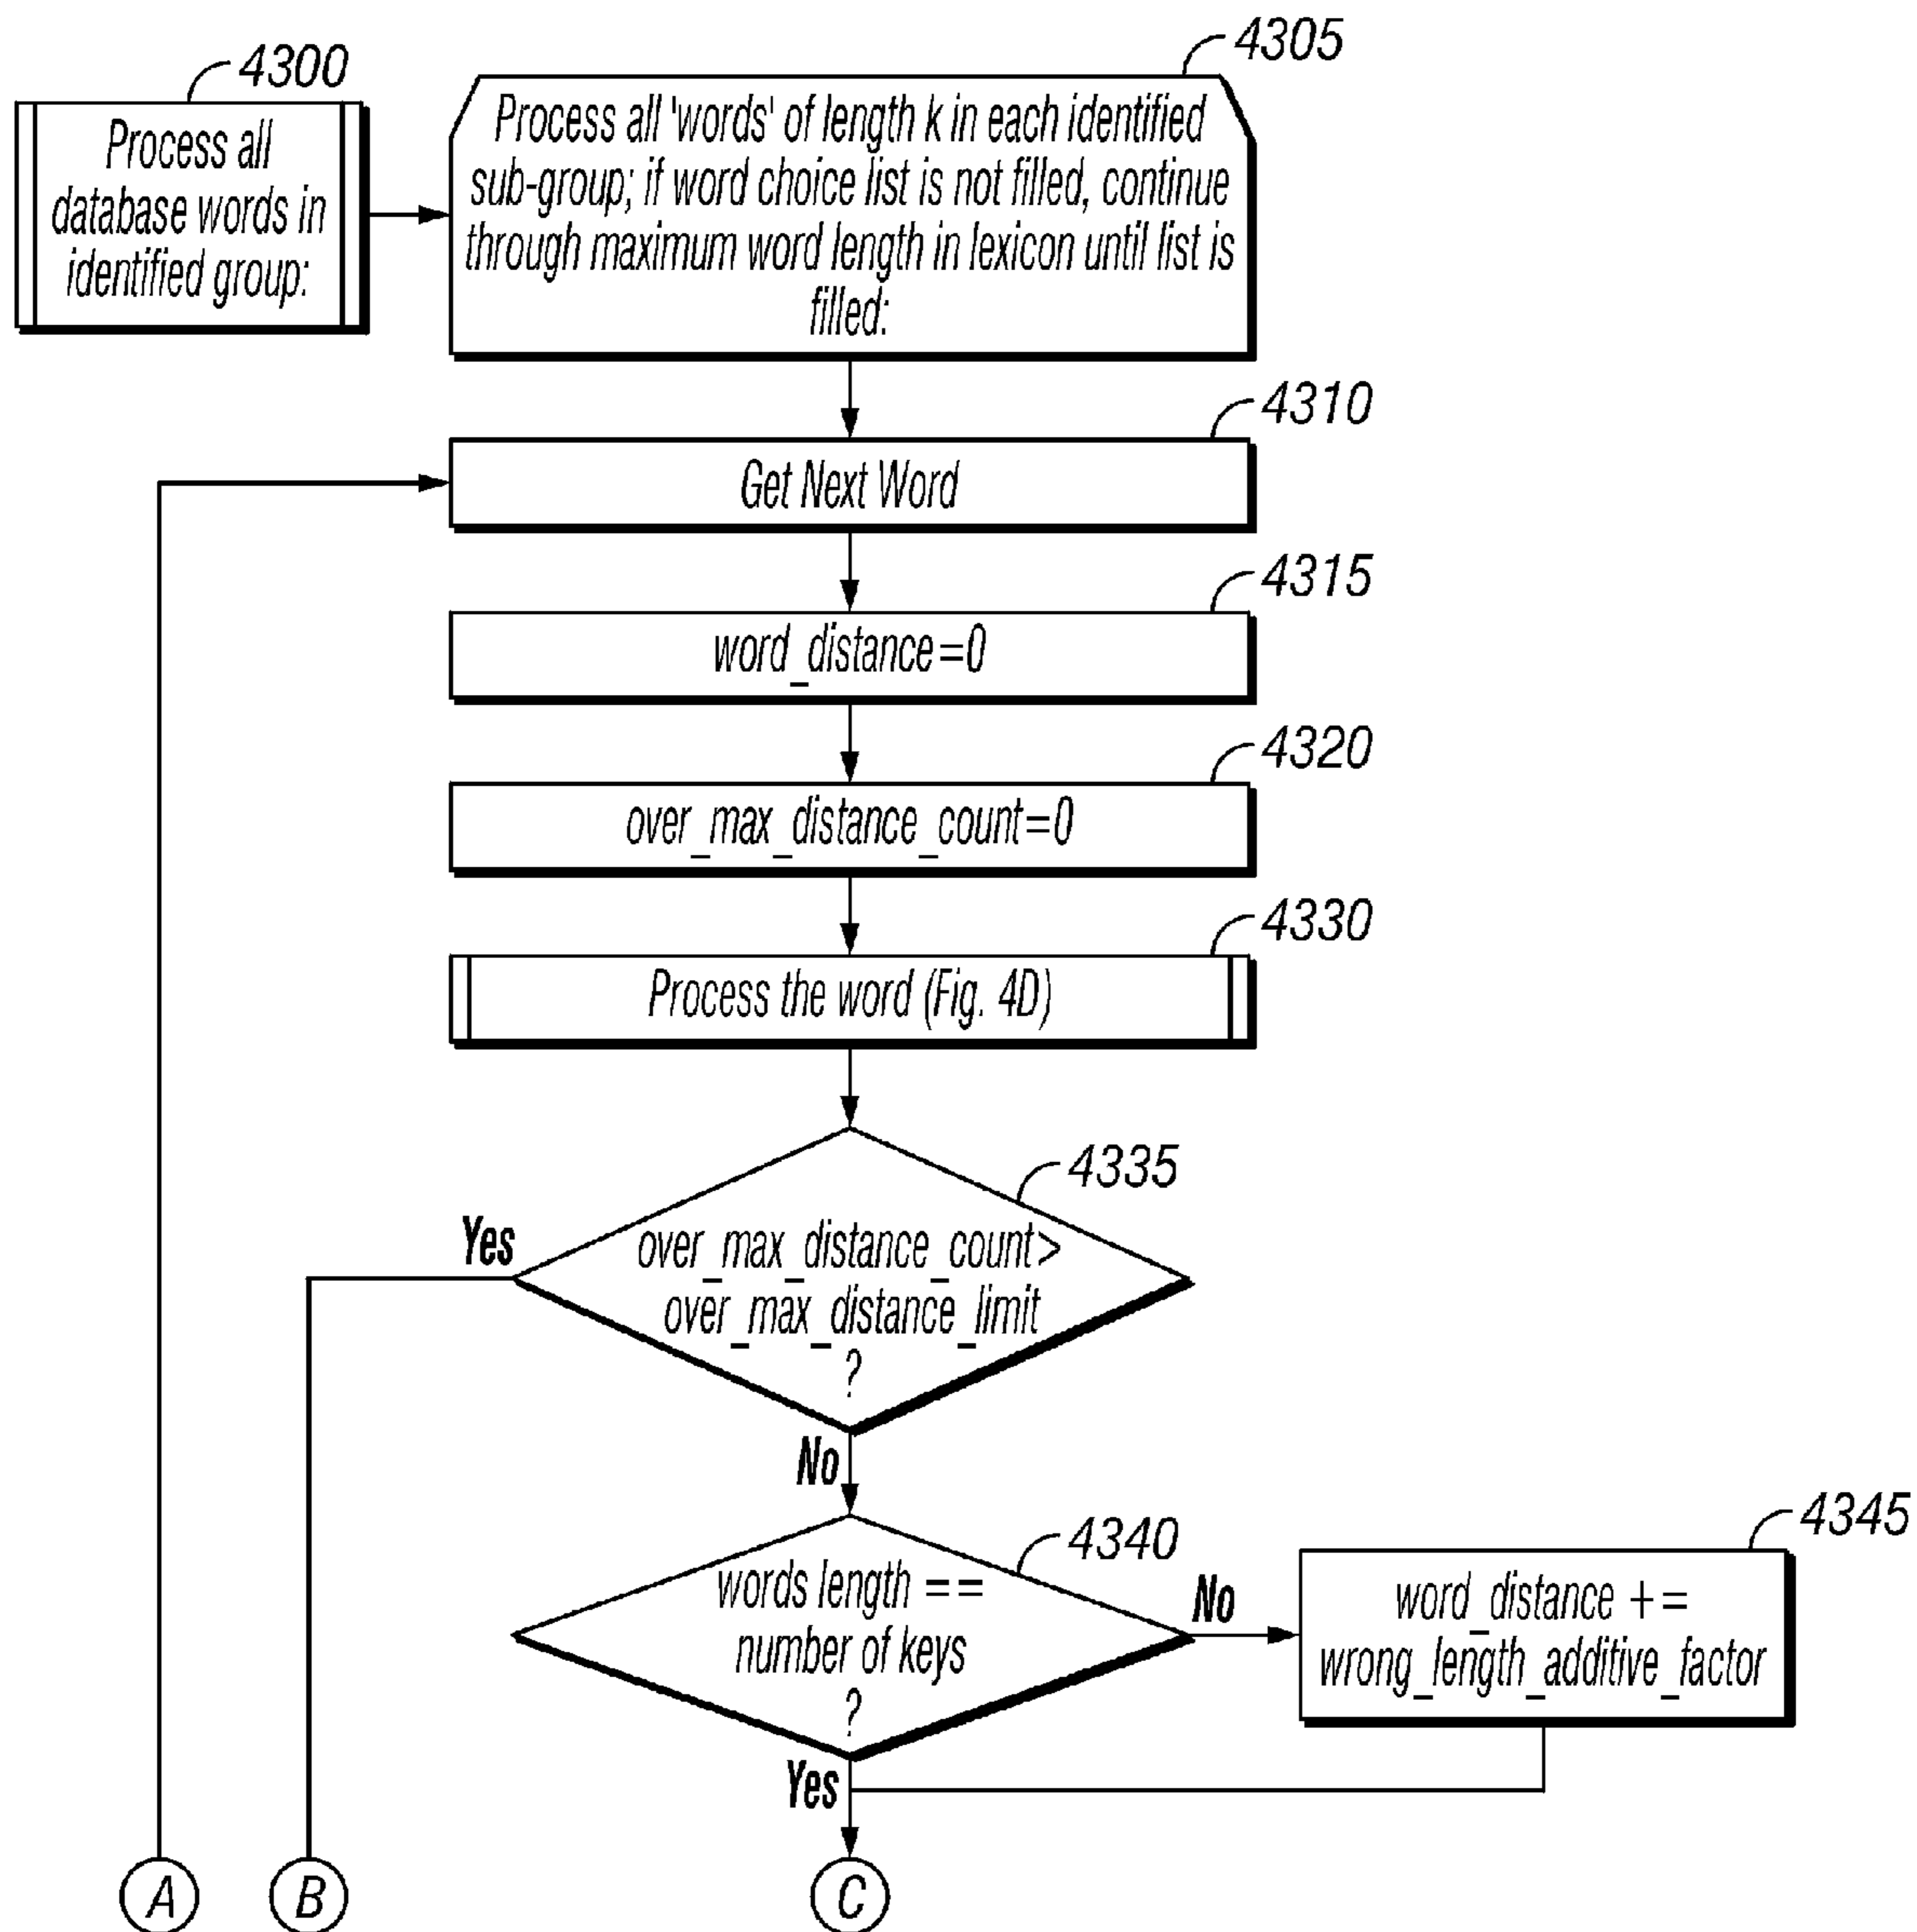 4300
Process all
database words in
identified group:
4305
Process all 'words' of length k in each identified
sub-group; if word choice list is not filled, continue
through maximum word length in lexicon until list is
filled:
4310
Get Next Word
4315
word_distance=0
4320
over_max_distance_count=0
4330
Process the word (Fig. 4D)
4335
Yes
over_max_distance_count>
over_max_distance_limit
?
No
4340
words length ==
number of keys
?
No
4345
word_distance +=
wrong_length_additive_factor
Yes
A
B
C